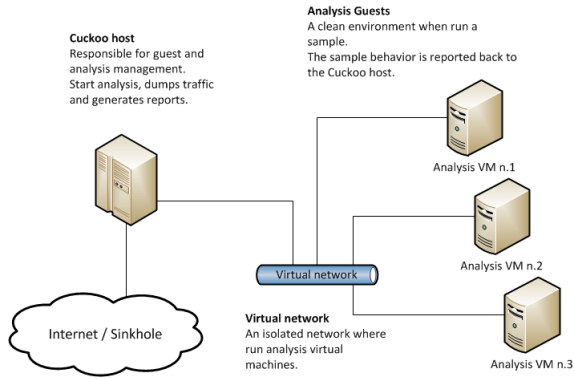 Cuckoo host
Responsible for guest and
analysis management.
Start analysis, dumps traffic
and generates reports.
Analysis Guests
A clean environment when run a
sample.
The sample behavior is reported back to
the Cuckoo host.
Analysis VM n.1
Analysis VM n.2
Virtual network
Internet / Sinkhole
Virtual network
An isolated network where
run analysis virtual
machines.
Analysis VM n.3